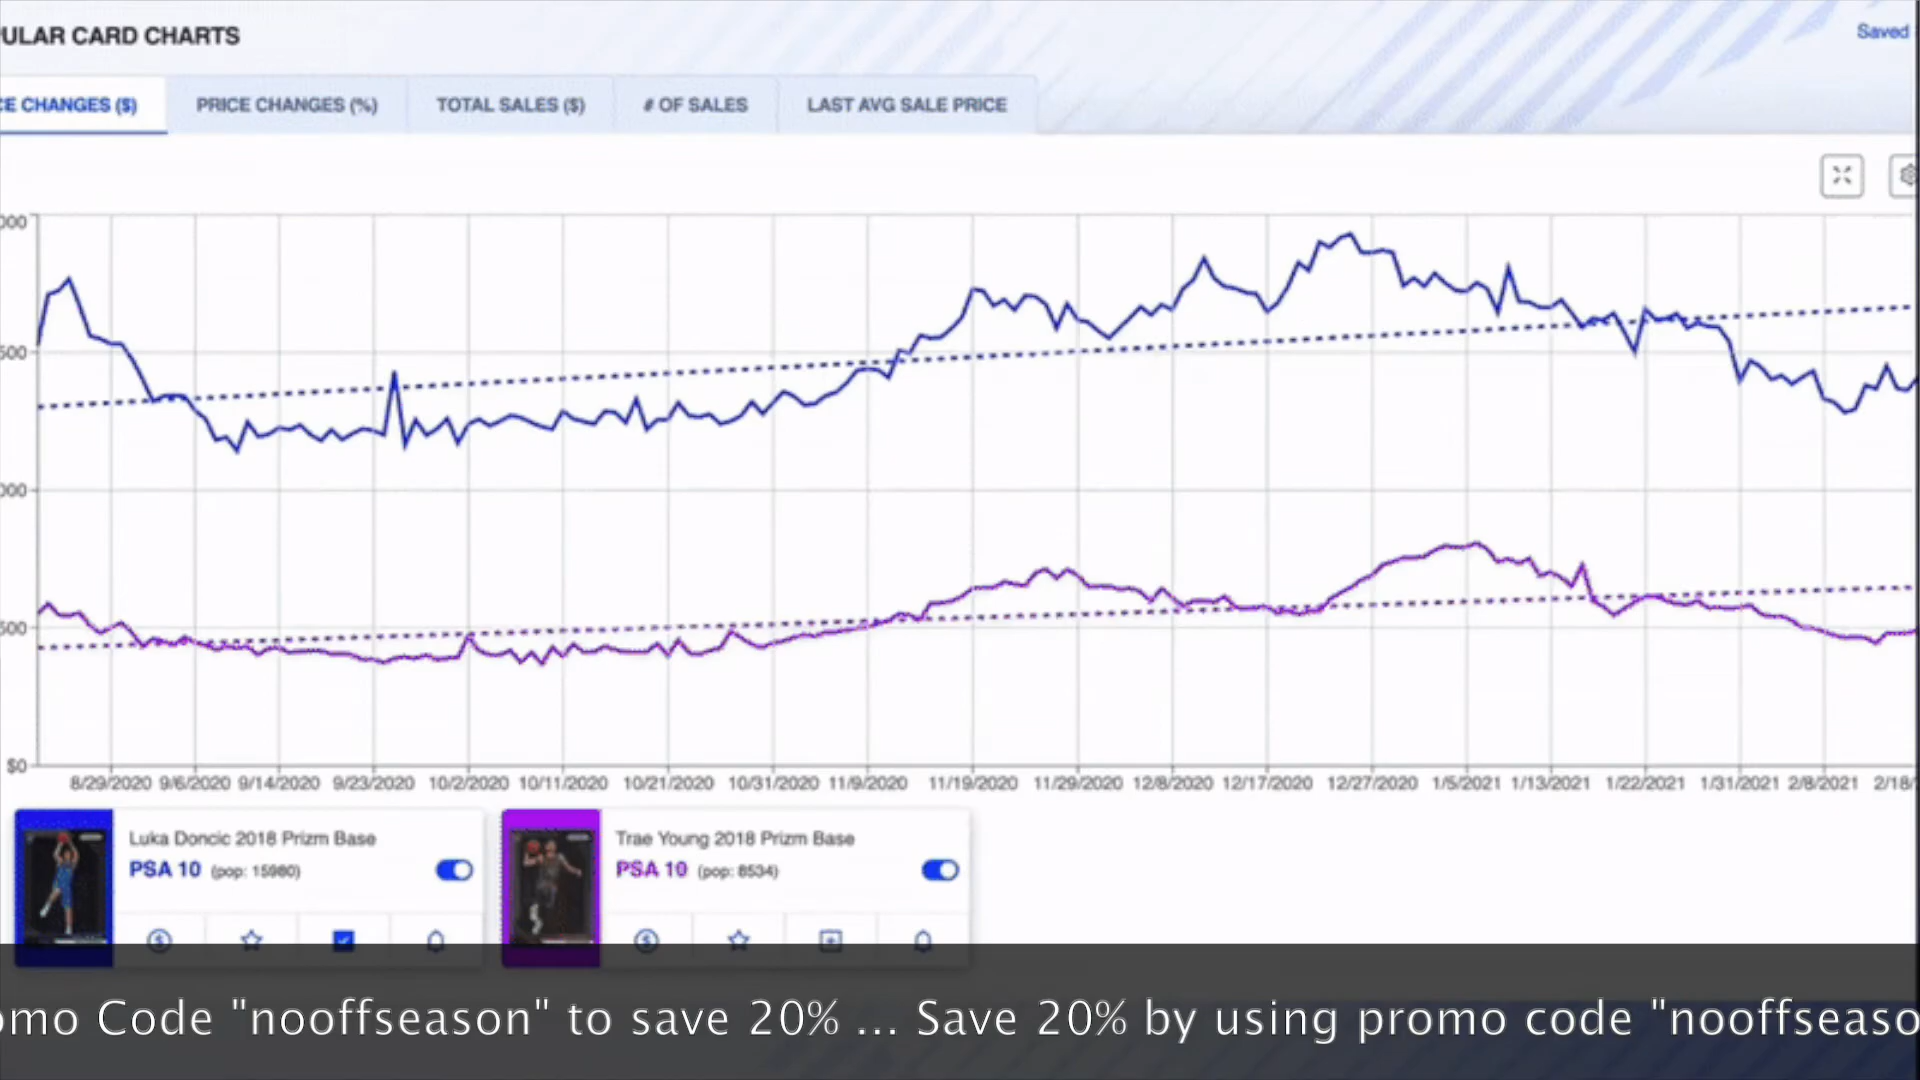 ULAR CARD CHARTS
Saved
CE CHANGES ($) PRICE CHANGES (%) TOTAL SALES ($) # OF SALES LAST AVG SALE PRICE
000
500
000
500
$0
8/29/2020 9/6/2020 9/14/2020 9/23/2020 10/2/2020 10/11/2020 10/21/2020 10/31/2020 11/9/2020 11/19/2020 11/29/2020 12/8/2020 12/17/2020 12/27/2020 1/5/2021 1/13/2021 1/22/2021 1/31/2021 2/8/2021 2/18/
Luka Doncic 2018 Prizm Base
PSA 10 (pop: 15980)
Trae Young 2018 Prizm Base
PSA 10 (pop: 8534)
omo Code "nooffseason" to save 20% ... Save 20% by using promo code "nooffseaso